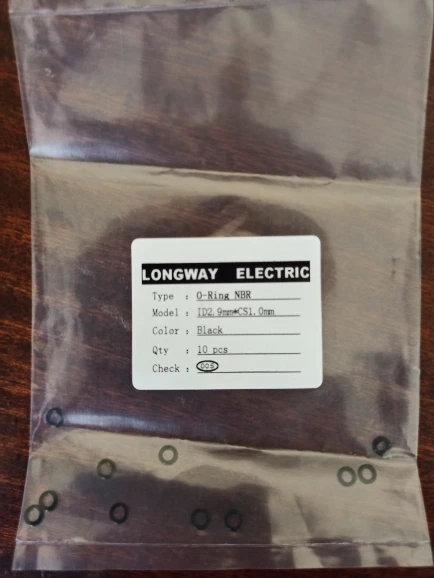 LONGWAY ELECTRIC
Type : O-Ring NBR
Model : ID2.9mm*CS1.0mm
Color : Black
Qty : 10 pcs
Check :